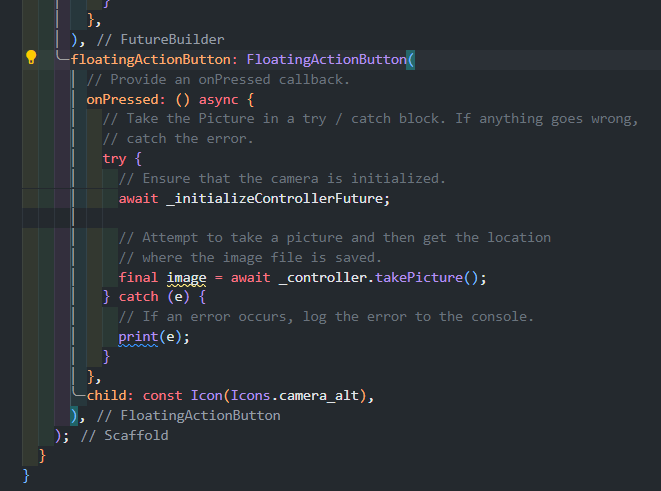 }
},
), // FutureBuilder
floatingActionButton: FloatingActionButton(
// Provide an onPressed callback.
onPressed: () async {
// Take the Picture in a try / catch block. If anything goes wrong,
// catch the error.
try {
// Ensure that the camera is initialized.
await _initializeControllerFuture;
// Attempt to take a picture and then get the location
// where the image file is saved.
final image = await _controller.takePicture();
} catch (e) {
// If an error occurs, log the error to the console.
print(e);
}
},
child: const Icon(Icons.camera_alt),
), // FloatingActionButton
); // Scaffold
}
}